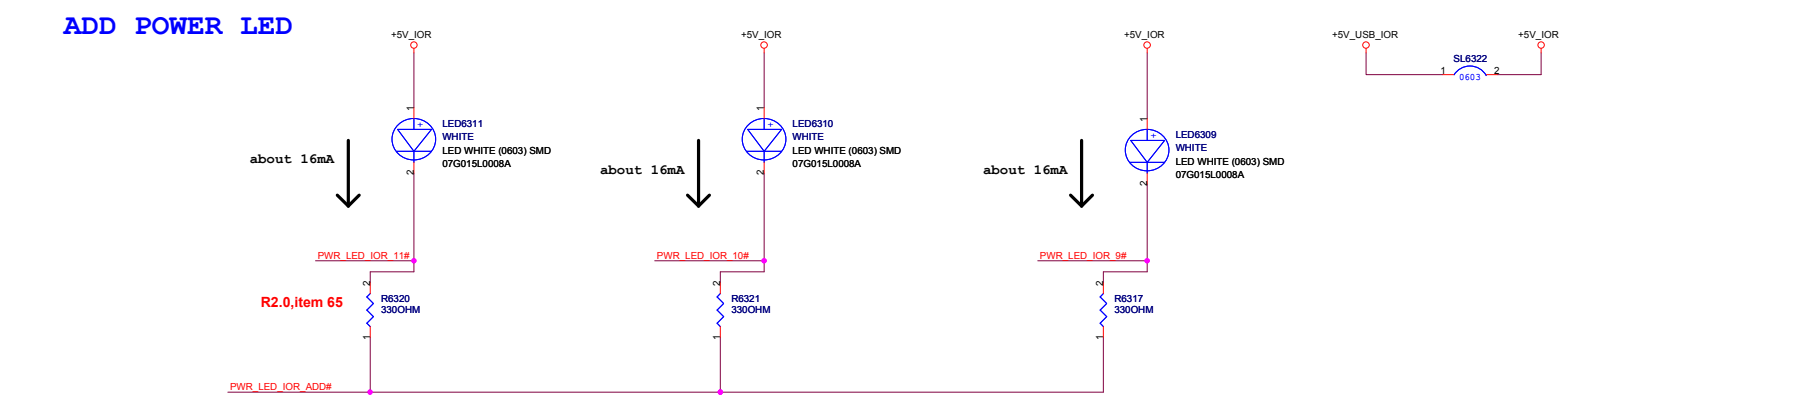 ADD POWER LED
+5V_IOR
+5V_IOR
+5V_IOR
+5V_USB_IOR
+5V_IOR
SL6322
1
2
0603
1
1
1
+
LED6311
WHITE
LED WHITE (0603) SMD
07G015L0008A
+
LED6310
WHITE
LED WHITE (0603) SMD
07G015L0008A
+
LED6309
WHITE
LED WHITE (0603) SMD
07G015L0008A
about 16mA
about 16mA
about 16mA
2
2
2
PWR_LED_IOR_11#
PWR_LED_IOR_10#
PWR_LED_IOR_9#
2
2
2
R2.0,item 65
R6320
330OHM
R6321
330OHM
R6317
330OHM
1
1
1
PWR_LED_IOR_ADD#